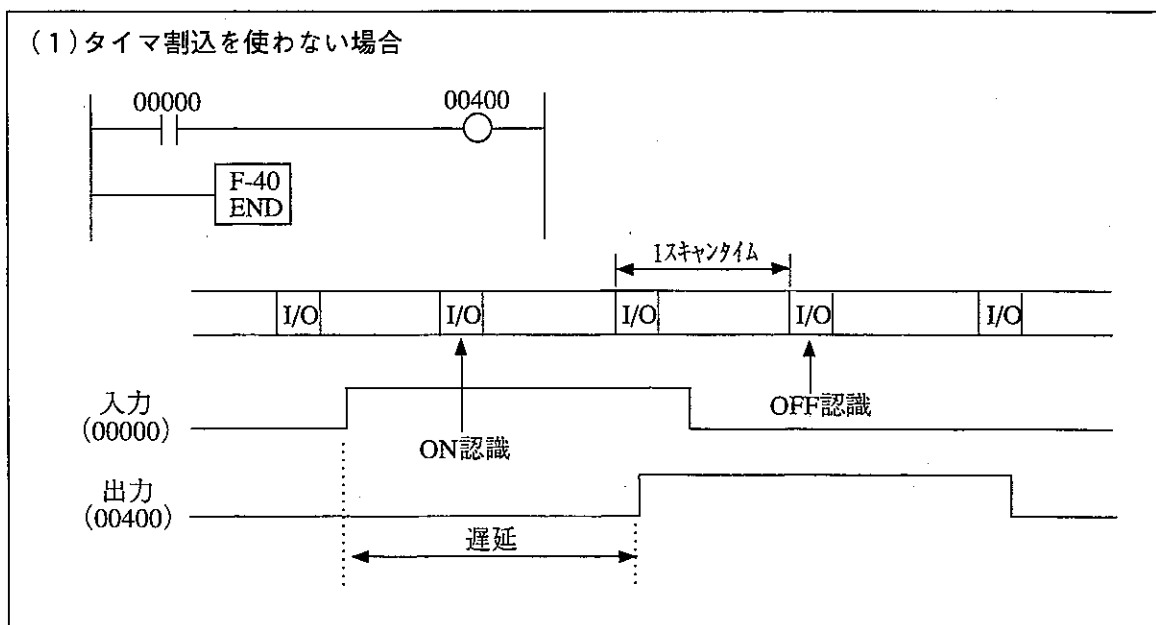 (1)タイマ割込を使わない場合
00000 00400
F-40
END
1スキャンタイム
I/O I/O I/O I/O I/O
入力
(00000)
ON認識
OFF認識
出力
(00400)
遅延